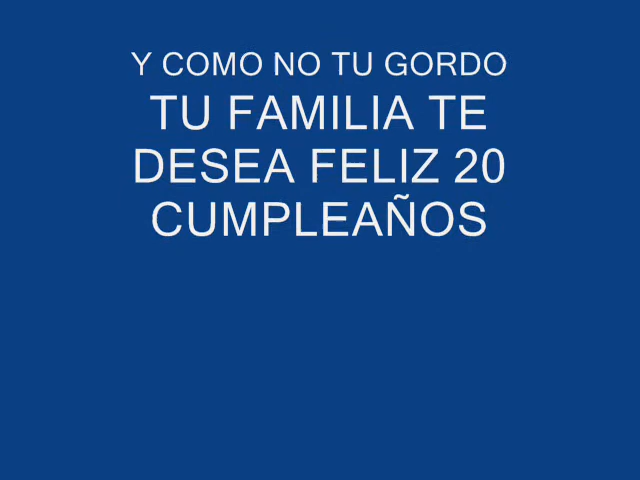 Y COMO NO TU GORDO
TU FAMILIA TE
DESEA FELIZ 20
CUMPLEAÑOS